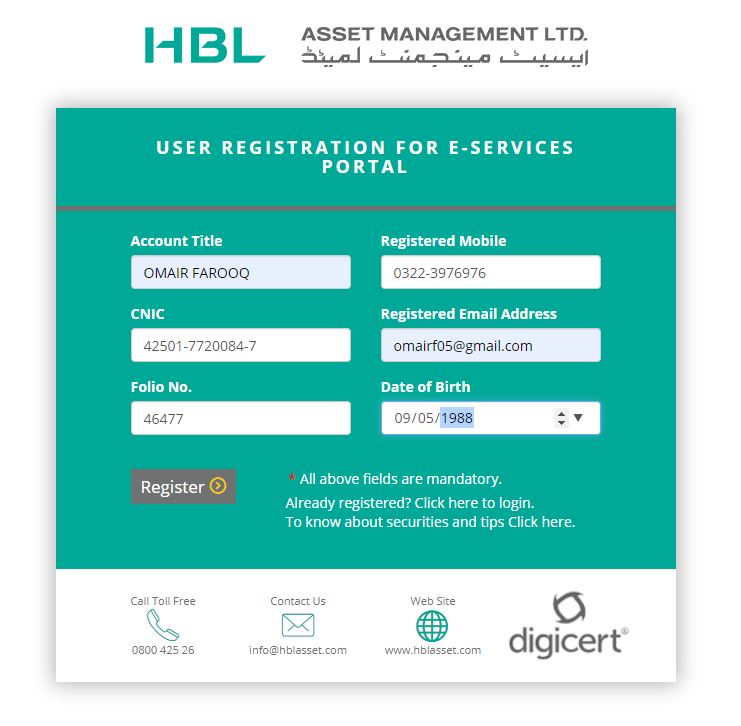 HBL
ASSET MANAGEMENT LTD.
ایسیٹ مینجمنٹ لمیٹڈ
USER REGISTRATION FOR E-SERVICES
PORTAL
Account Title
Registered Mobile
OMAIR FAROOQ
0322-3976976
CNIC
Registered Email Address
42501-7720084-7
omairf05@gmail.com
Folio No.
Date of Birth
46477
09/05/1988
Register
* All above fields are mandatory.
Already registered? Click here to login.
To know about securities and tips Click here.
Call Toll Free
Contact Us
Web Site
0800 425 26
info@hblasset.com
www.hblasset.com
digicert®